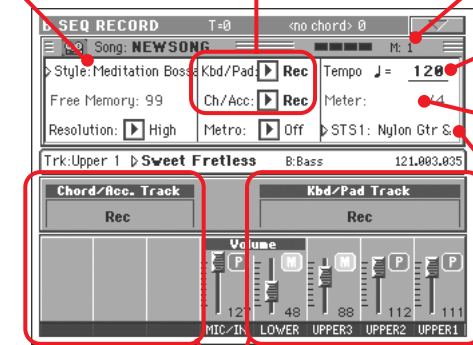 B.SEQ RECORD T=0 <no chord> 0
Song: NEWSONG M: 1
Style:Meditation Bossa Kbd/Pad: Rec Tempo ♩= 120
Free Memory: 99 Ch/Acc: Rec Meter: /4
Resolution: High Metro: Off STS1: Nylon Gtr &
Trk:Upper 1 Sweet Fretless B:Bass 121.003.035
Chord/Acc. Track Kbd/Pad Track
Rec Rec
Volume
P M M P P
127 48 88 112 111
MIC/IN LOWER UPPER3 UPPER2 UPPER1